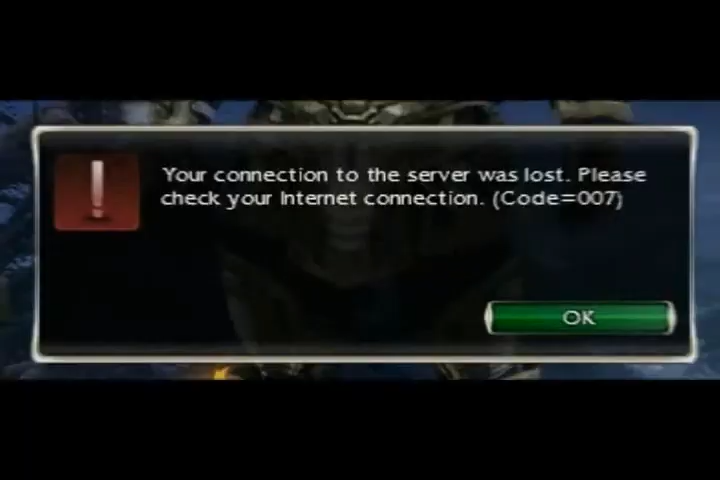 Your connection to the server was lost. Please
check your Internet connection. (Code=007)
OK